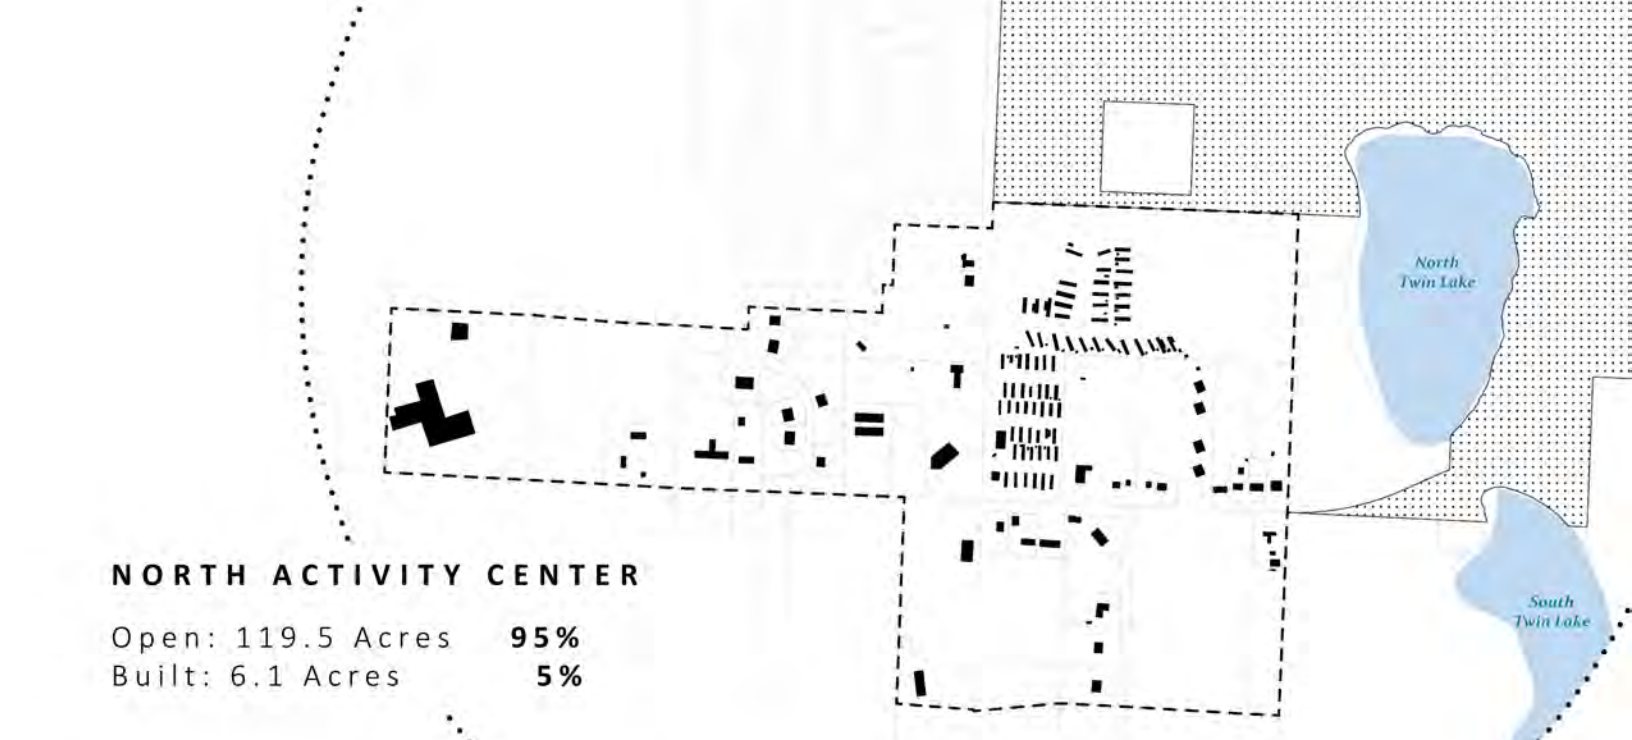 North
Twin Lake
NORTH ACTIVITY CENTER
Open: 119.5 Acres 95%
Built: 6.1 Acres 5%
South
Twin Lake